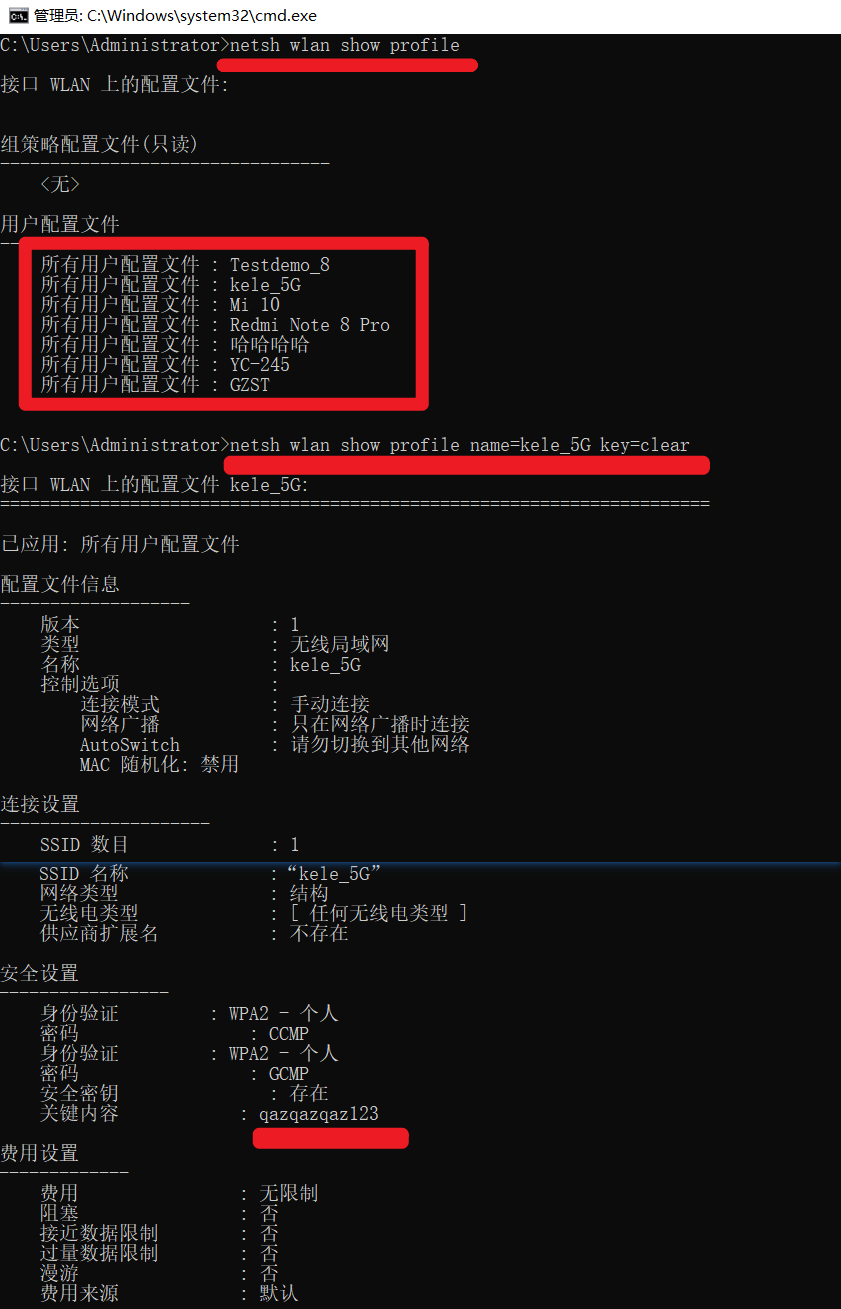 管理员: C:\Windows\system32\cmd.exe
C:\Users\Administrator>netsh wlan show profile
接口 WLAN 上的配置文件:
组策略配置文件(只读)
---------------------------------
<无>
用户配置文件
所有用户配置文件 : Testdemo_8
所有用户配置文件 : kele_5G
所有用户配置文件 : Mi 10
所有用户配置文件 : Redmi Note 8 Pro
所有用户配置文件 : 哈哈哈哈
所有用户配置文件 : YC-245
所有用户配置文件 : GZST
C:\Users\Administrator>netsh wlan show profile name=kele_5G key=clear
接口 WLAN 上的配置文件 kele_5G:
=======================================================================
已应用: 所有用户配置文件
配置文件信息
-------------------
版本 : 1
类型 : 无线局域网
名称 : kele_5G
控制选项 :
连接模式 : 手动连接
网络广播 : 只在网络广播时连接
AutoSwitch : 请勿切换到其他网络
MAC 随机化: 禁用
连接设置
---------------------
SSID 数目 : 1
SSID 名称 :“kele_5G”
网络类型 : 结构
无线电类型 : [ 任何无线电类型 ]
供应商扩展名 : 不存在
安全设置
-----------------
身份验证 : WPA2 - 个人
密码 : CCMP
身份验证 : WPA2 - 个人
密码 : GCMP
安全密钥 : 存在
关键内容 : qazqazqaz123
费用设置
-------------
费用 : 无限制
阻塞 : 否
接近数据限制 : 否
过量数据限制 : 否
漫游 : 否
费用来源 : 默认